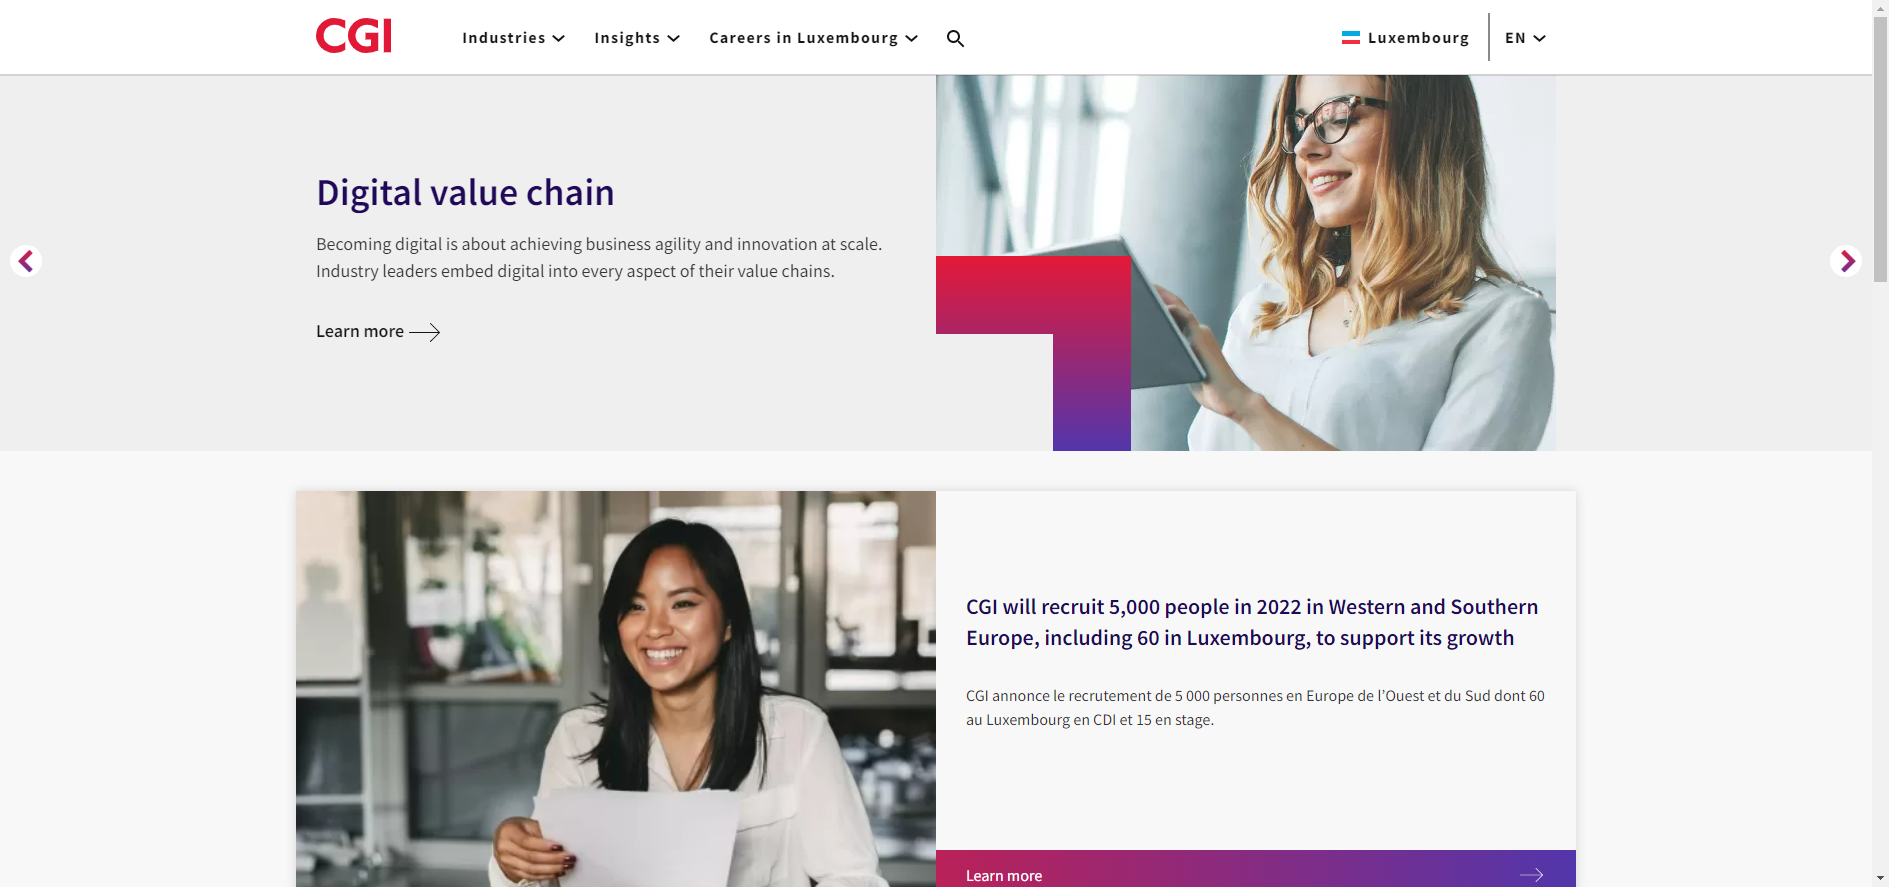 CGI
Industries
Insights
Careers in Luxembourg
Luxembourg
EN
Digital value chain
Becoming digital is about achieving business agility and innovation at scale.
Industry leaders embed digital into every aspect of their value chains.
Learn more
CGI will recruit 5,000 people in 2022 in Western and Southern
Europe, including 60 in Luxembourg, to support its growth
CGI annonce le recrutement de 5 000 personnes en Europe de l’Ouest et du Sud dont 60
au Luxembourg en CDI et 15 en stage.
Learn more